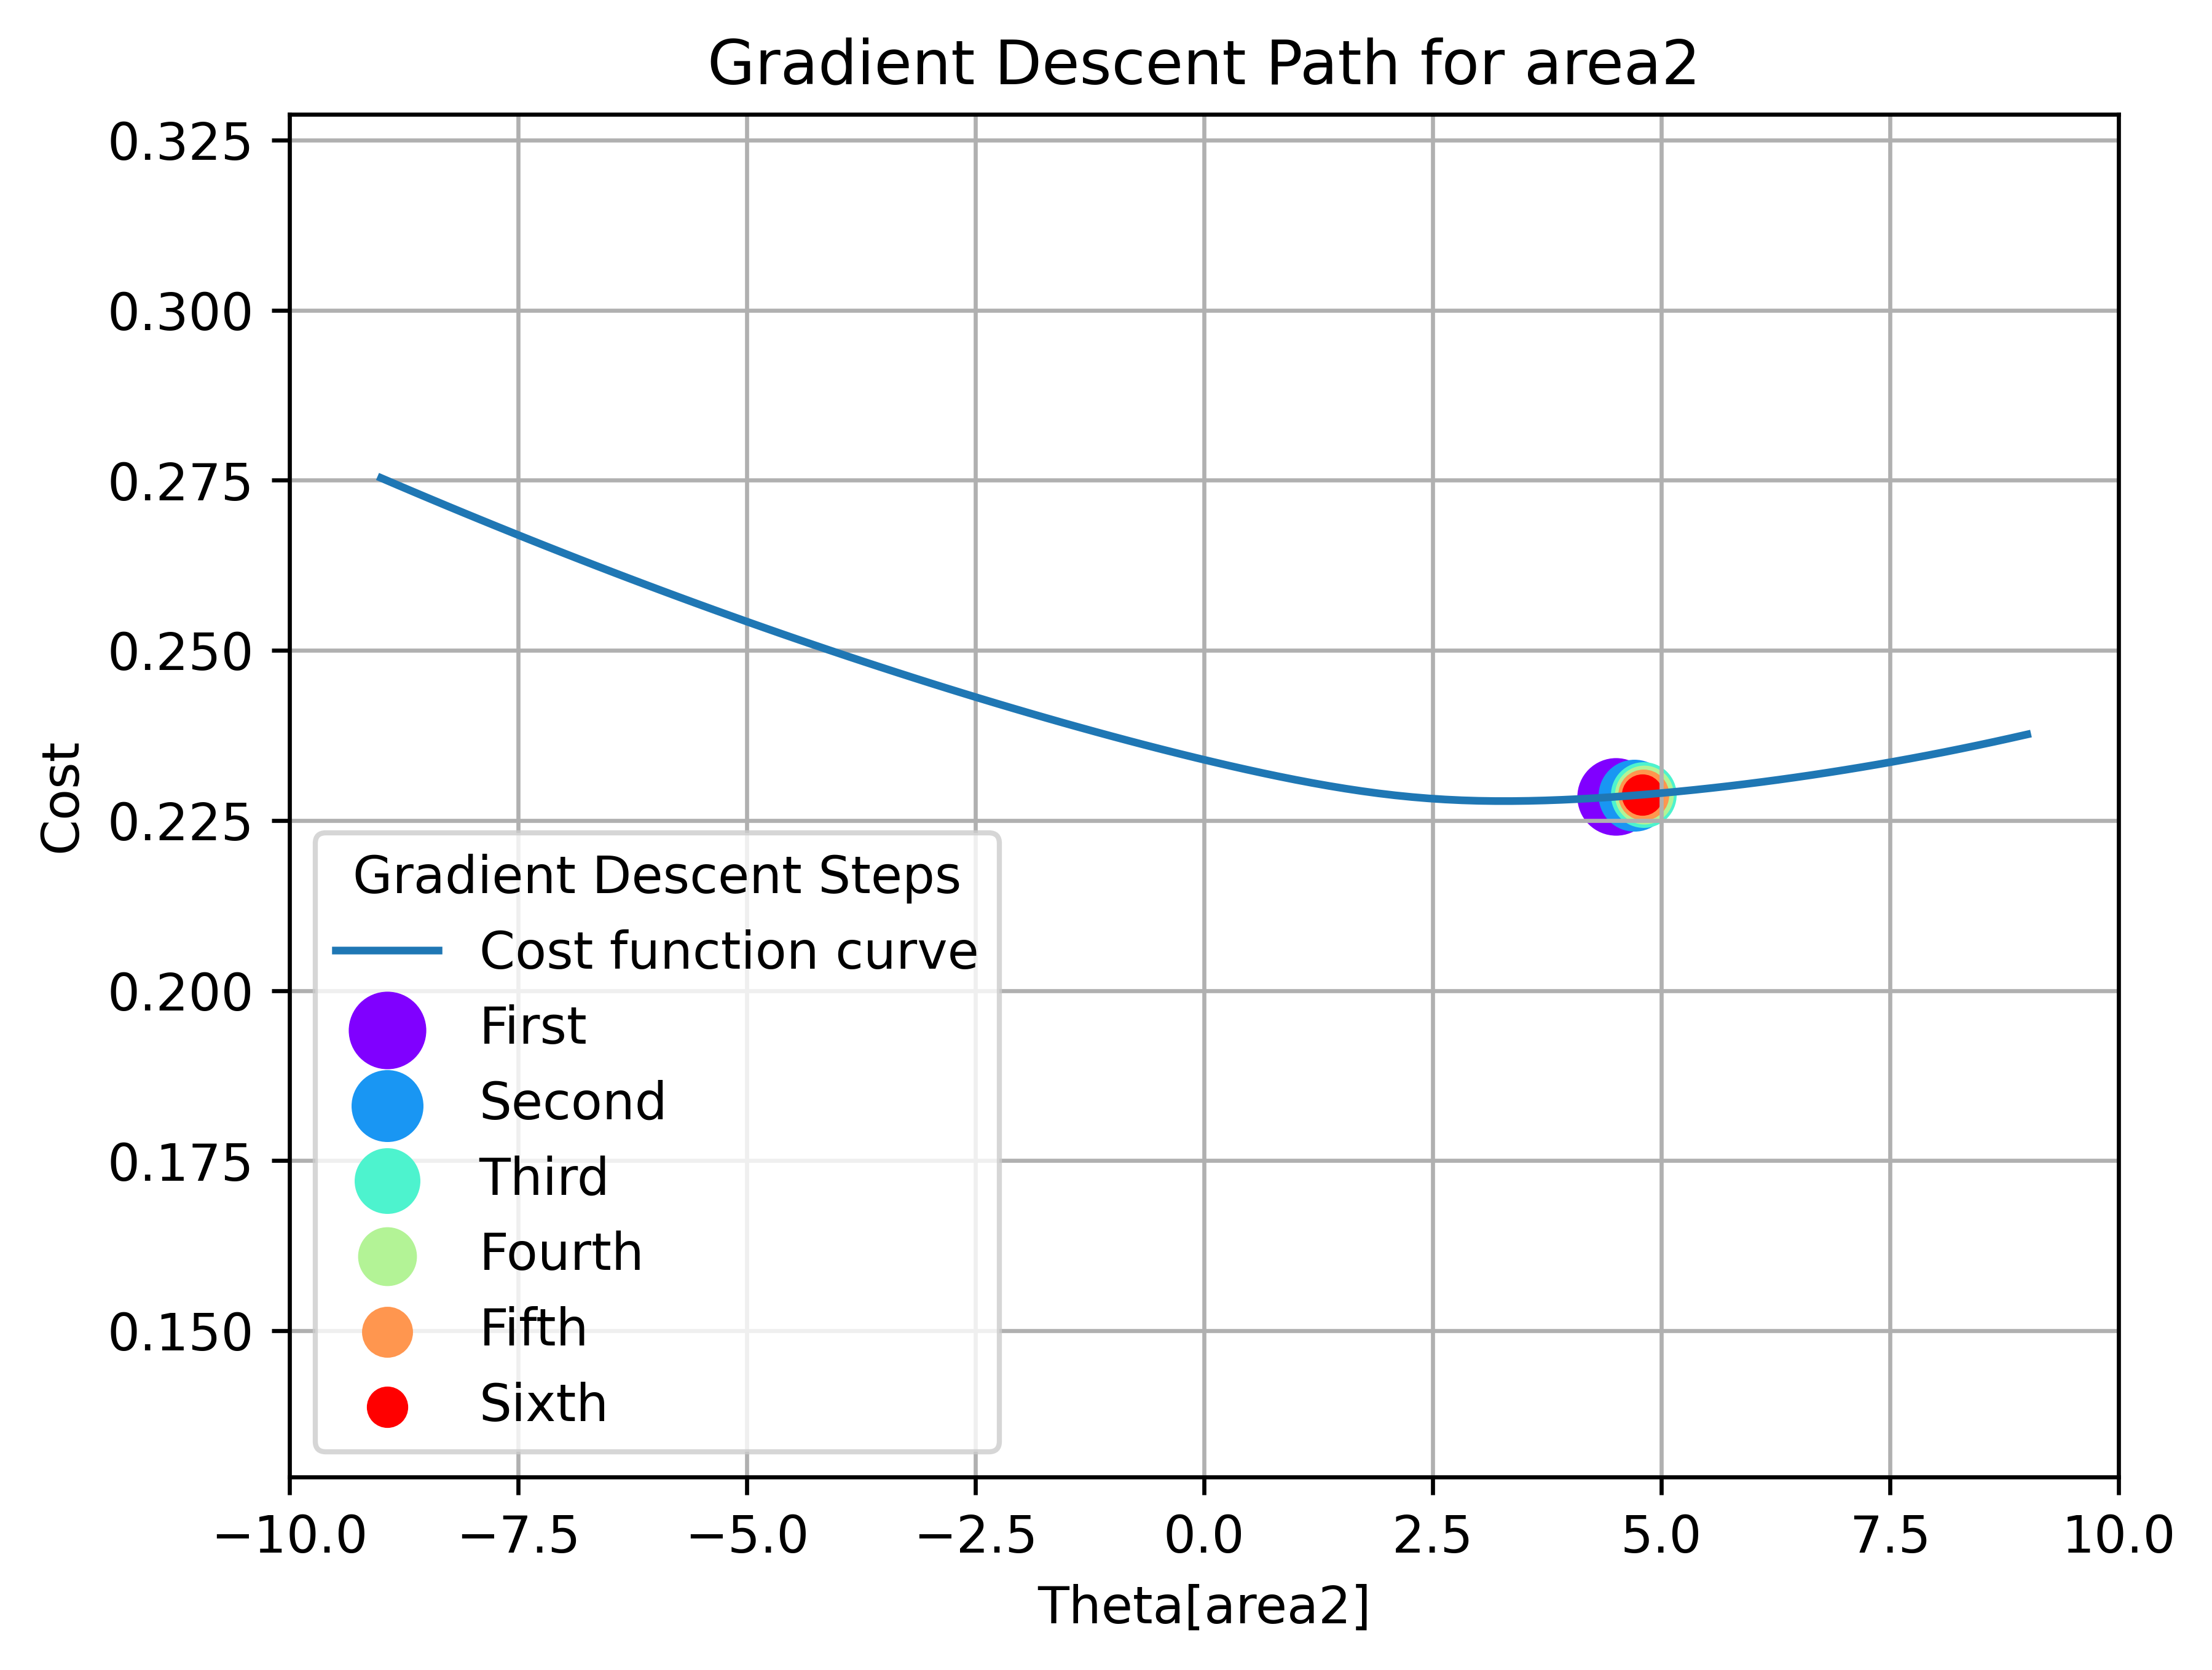 Gradient Descent Path for area2
0.325
0.300
0.275
0.250
0.225
0.200
0.175
0.150
Cost
Gradient Descent Steps
Cost function curve
First
Second
Third
Fourth
Fifth
Sixth
−10.0 −7.5 −5.0 −2.5 0.0 2.5 5.0 7.5 10.0
Theta[area2]